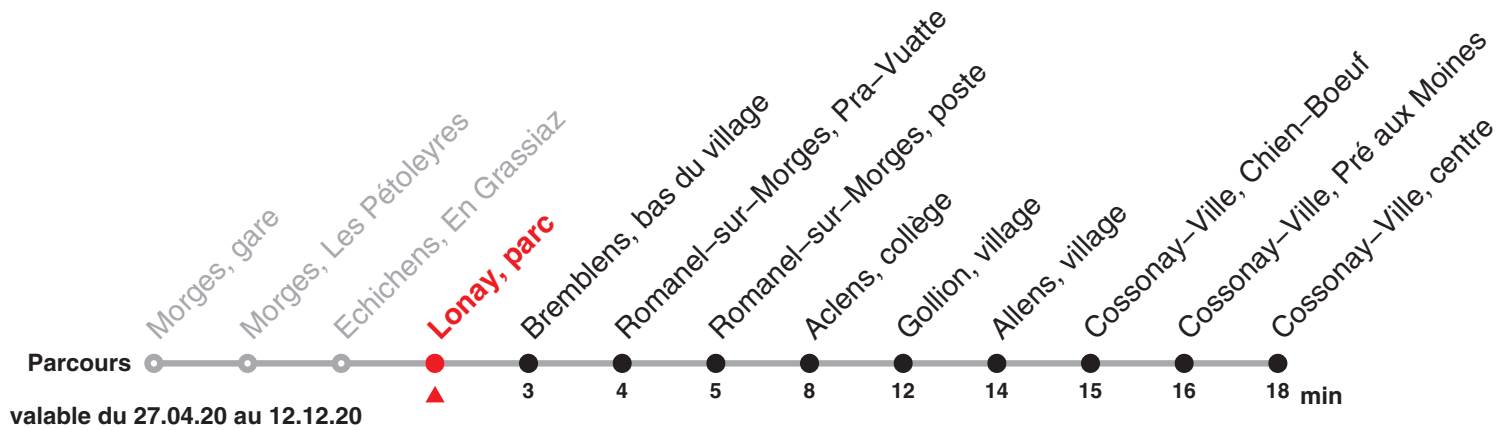 Morges, gare
Morges, Les Pétoleyres
Echichens, En Grassiaz
Lonay, parc
Bremblens, bas du village
Romanel–sur–Morges, Pra–Vuatte
Romanel–sur–Morges, poste
Aclens, collège
Gollion, village
Allens, village
Cossonay–Ville, Chien–Boeuf
Cossonay–Ville, Pré aux Moines
Cossonay–Ville, centre
Parcours
3 4 5 8 12 14 15 16 18 min
valable du 27.04.20 au 12.12.20